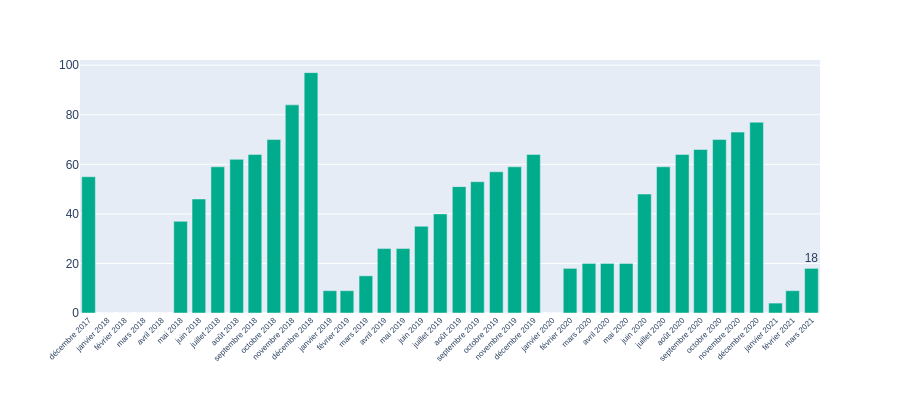 100
80
60
40
20
0
18
décembre 2017
janvier 2018
février 2018
mars 2018
avril 2018
mai 2018
juin 2018
juillet 2018
août 2018
septembre 2018
octobre 2018
novembre 2018
décembre 2018
janvier 2019
février 2019
mars 2019
avril 2019
mai 2019
juin 2019
juillet 2019
août 2019
septembre 2019
octobre 2019
novembre 2019
décembre 2019
janvier 2020
février 2020
mars 2020
avril 2020
mai 2020
juin 2020
juillet 2020
août 2020
septembre 2020
octobre 2020
novembre 2020
décembre 2020
janvier 2021
février 2021
mars 2021